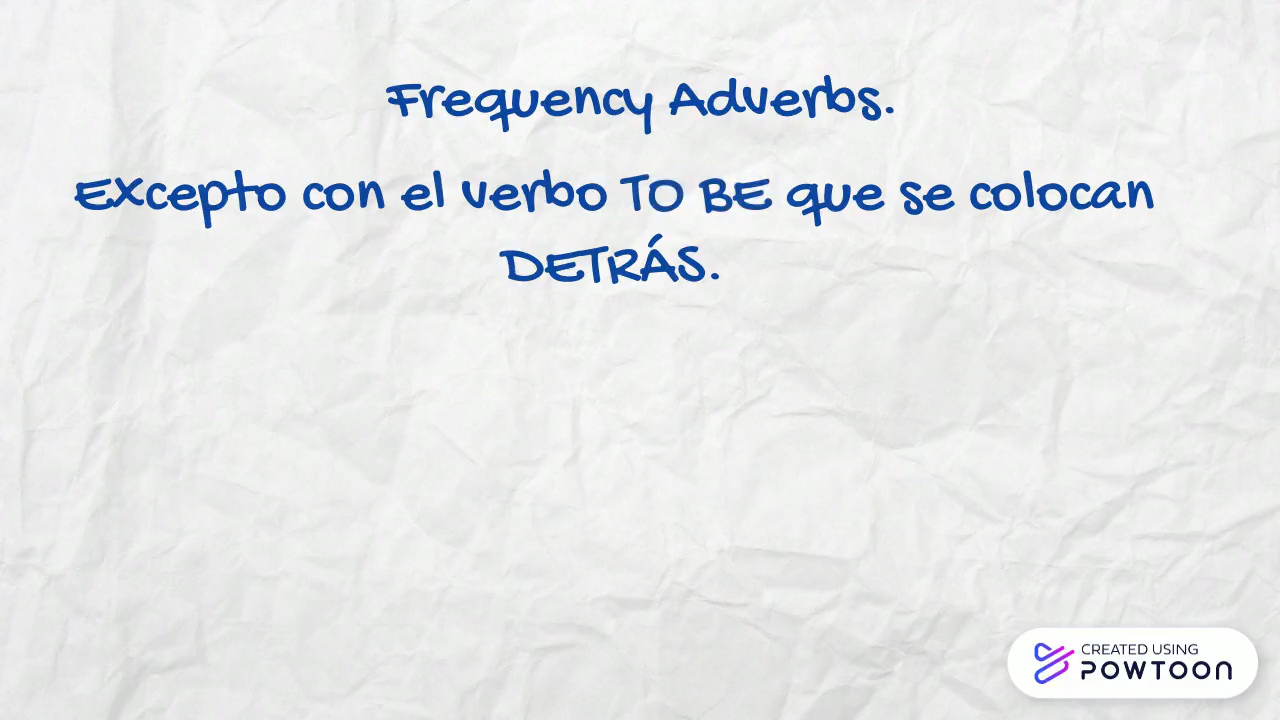 Frequency Adverbs.
Excepto con el verbo TO BE que se colocan
DETRÁS.
CREATED USING
POWTOON